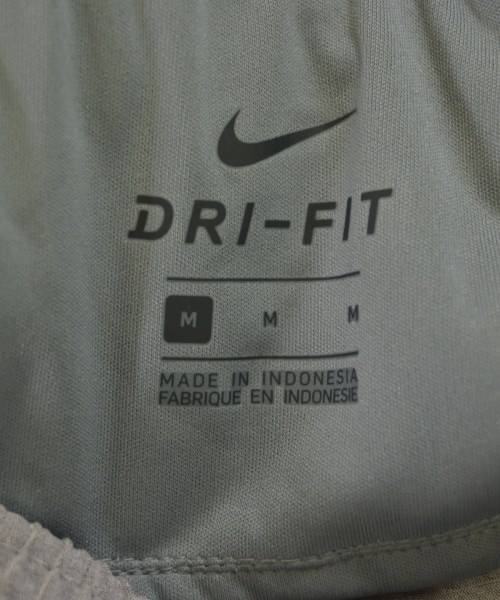 DRI-FIT
M M M
MADE IN INDONESIA
FABRIQUE EN INDONESIE